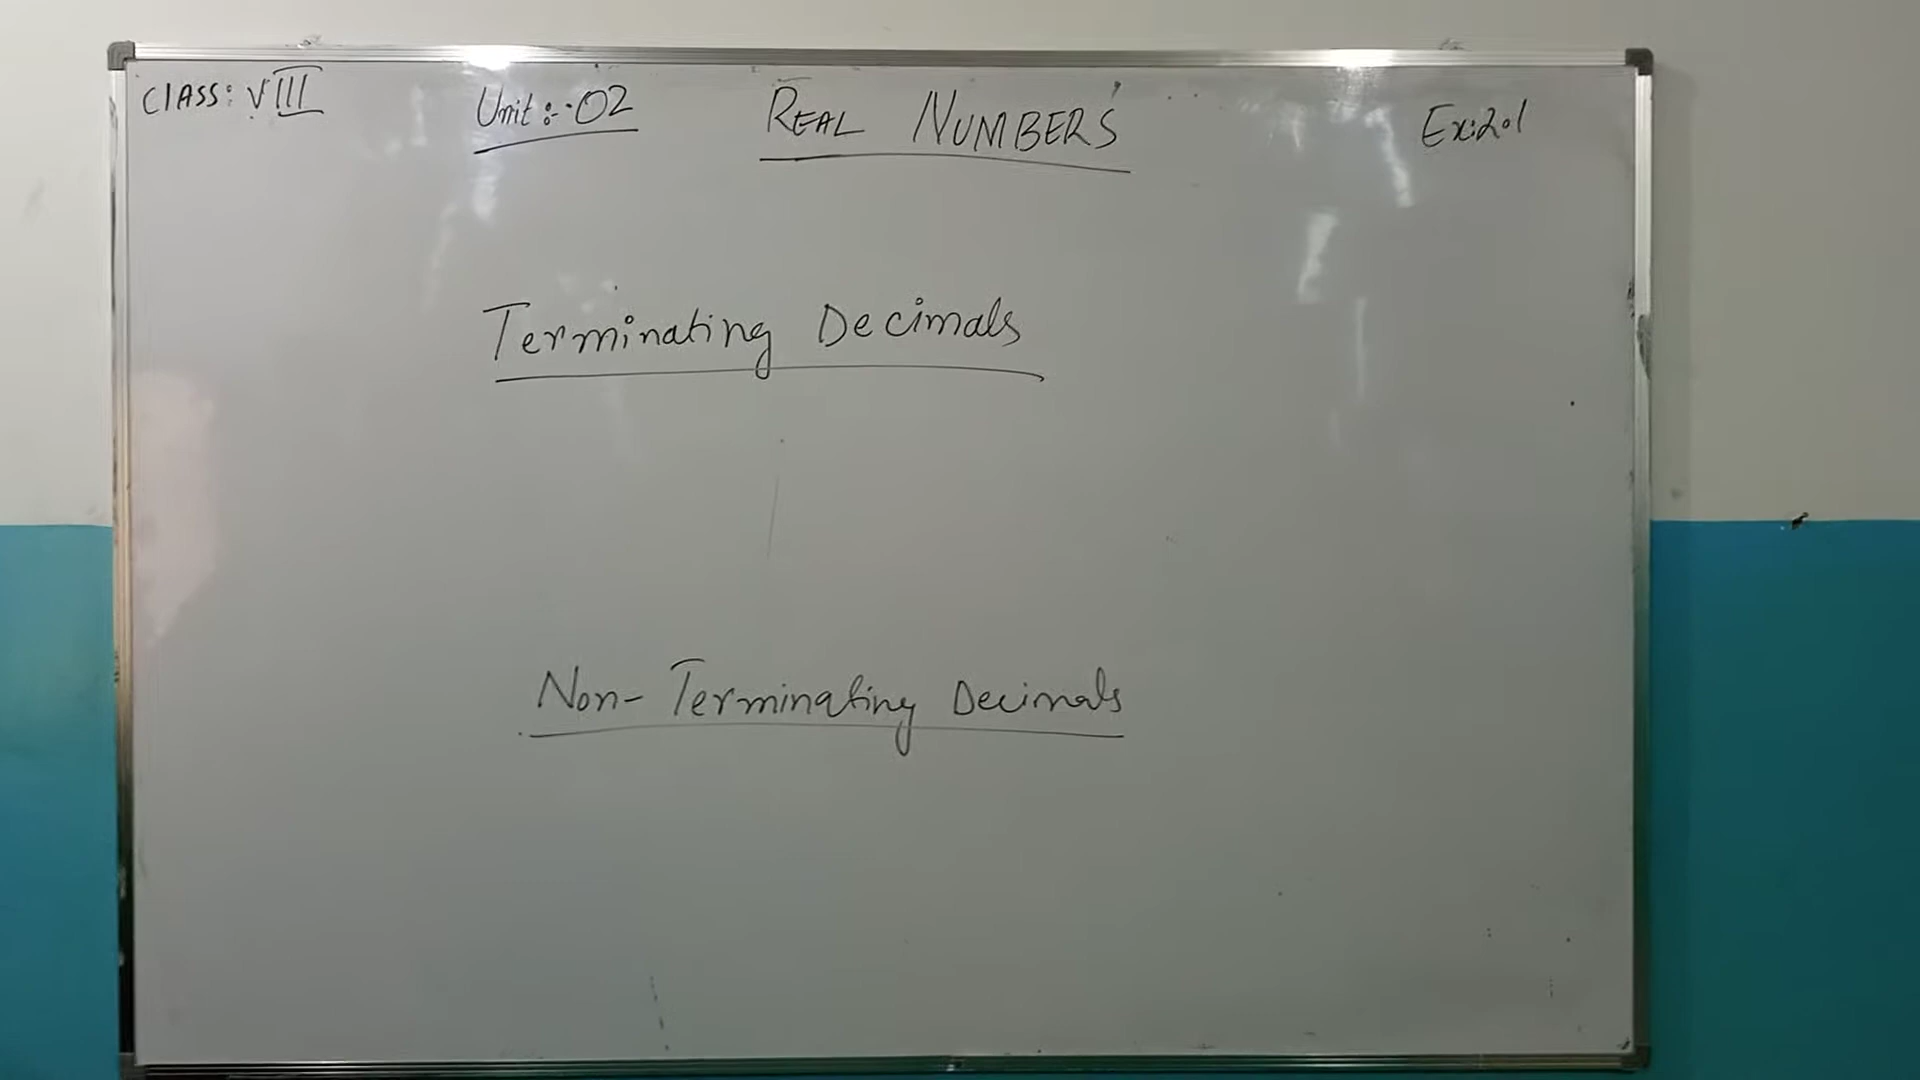 CLASS: VIII Unit:-02 REAL NUMBERS Ex:2.1
Terminating Decimals
Non-Terminating Decimals